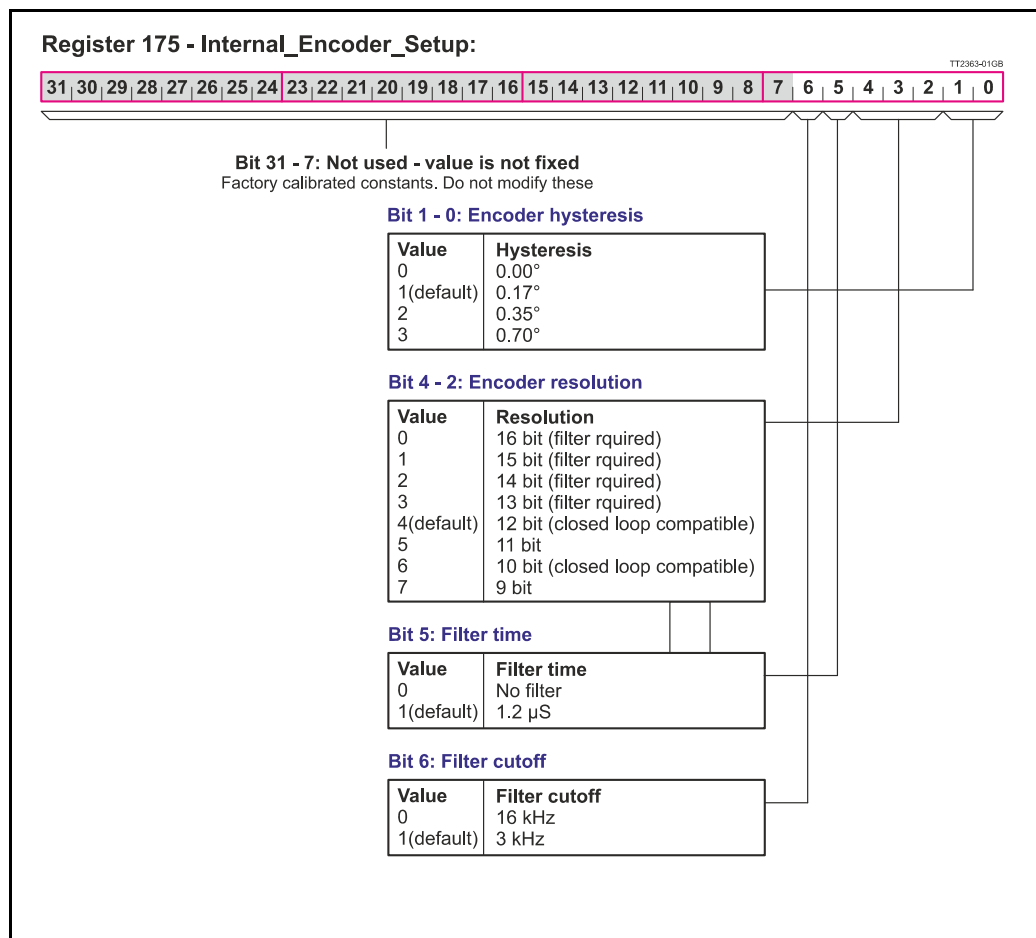 Register 175 - Internal_Encoder_Setup:
TT2363-01GB
31 30 29 28 27 26 25 24 23 22 21 20 19 18 17 16 15 14 13 12 11 10 9 8 7 6 5 4 3 2 1 0
Bit 31 - 7: Not used - value is not fixed
Factory calibrated constants. Do not modify these
Bit 1 - 0: Encoder hysteresis
Value Hysteresis
0 0.00°
1(default) 0.17°
2 0.35°
3 0.70°
Bit 4 - 2: Encoder resolution
Value Resolution
0 16 bit (filter rquired)
1 15 bit (filter rquired)
2 14 bit (filter rquired)
3 13 bit (filter rquired)
4(default) 12 bit (closed loop compatible)
5 11 bit
6 10 bit (closed loop compatible)
7 9 bit
Bit 5: Filter time
Value Filter time
0 No filter
1(default) 1.2 µS
Bit 6: Filter cutoff
Value Filter cutoff
0 16 kHz
1(default) 3 kHz